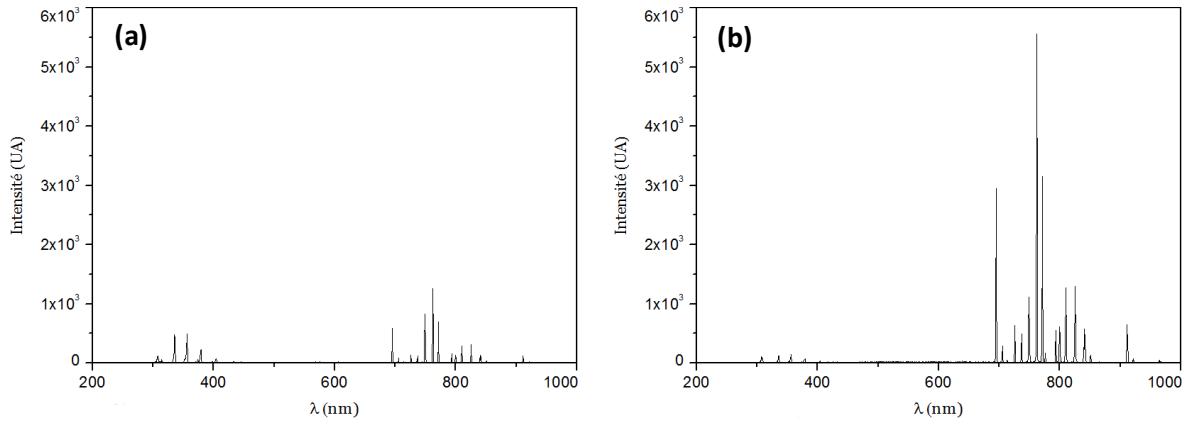 (a)
6x10³
5x10³
4x10³
3x10³
2x10³
1x10³
0
Intensité (UA)
200 400 600 800 1000
λ (nm)
(b)
6x10³
5x10³
4x10³
3x10³
2x10³
1x10³
0
Intensité (UA)
200 400 600 800 1000
λ (nm)